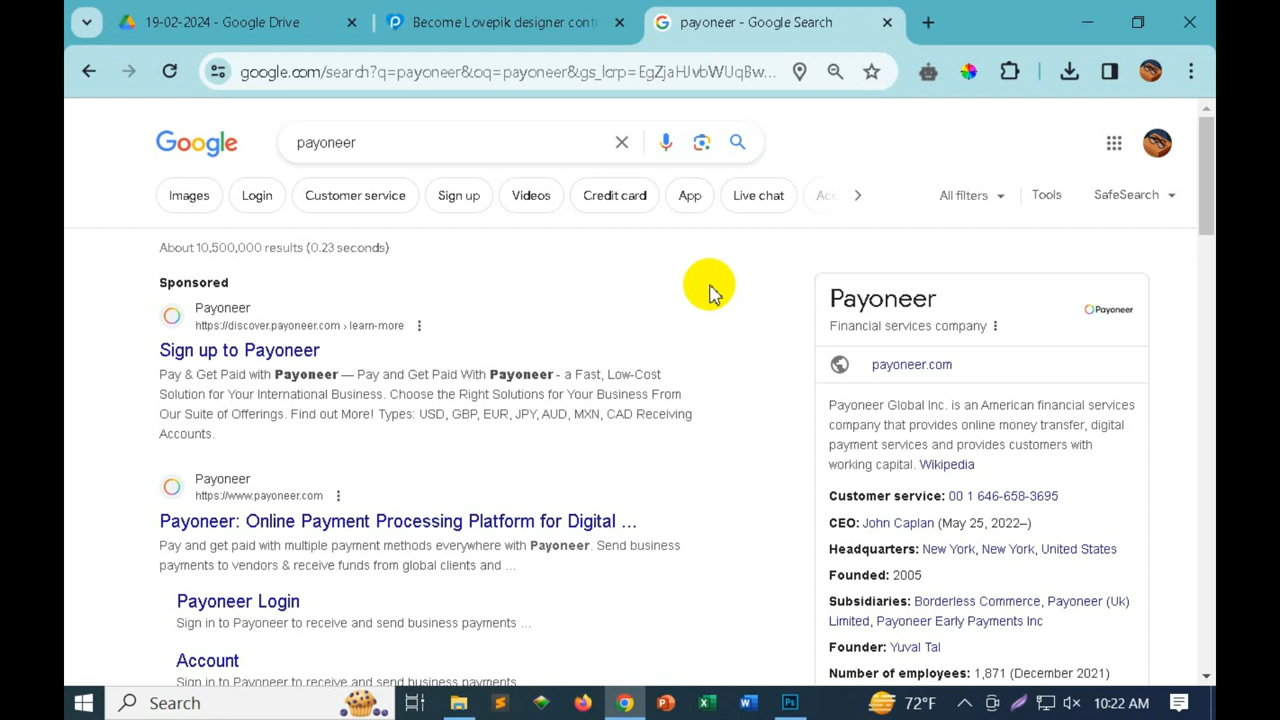 19-02-2024 - Google Drive
Become Lovepik designer cont
payoneer - Google Search
google.com/search?q=payoneer&oq=payoneer&gs_lcrp=EgZjaHJvbWUqBw...
Google
payoneer
Images
Login
Customer service
Sign up
Videos
Credit card
App
Live chat
All filters
Tools
SafeSearch
About 10,500,000 results (0.23 seconds)
Sponsored
Payoneer
https://discover.payoneer.com › learn-more
Sign up to Payoneer
Pay & Get Paid with Payoneer — Pay and Get Paid With Payoneer - a Fast, Low-Cost
Solution for Your International Business. Choose the Right Solutions for Your Business From
Our Suite of Offerings. Find out More! Types: USD, GBP, EUR, JPY, AUD, MXN, CAD Receiving
Accounts.
Payoneer
https://www.payoneer.com
Payoneer: Online Payment Processing Platform for Digital ...
Pay and get paid with multiple payment methods everywhere with Payoneer. Send business
payments to vendors & receive funds from global clients and ...
Payoneer Login
Sign in to Payoneer to receive and send business payments ...
Account
Sign in to Payoneer to receive and send business payments ...
Payoneer
Payoneer
Financial services company
payoneer.com
Payoneer Global Inc. is an American financial services
company that provides online money transfer, digital
payment services and provides customers with
working capital. Wikipedia
Customer service: 00 1 646-658-3695
CEO: John Caplan (May 25, 2022–)
Headquarters: New York, New York, United States
Founded: 2005
Subsidiaries: Borderless Commerce, Payoneer (Uk)
Limited, Payoneer Early Payments Inc
Founder: Yuval Tal
Number of employees: 1,871 (December 2021)
Search
72°F
10:22 AM